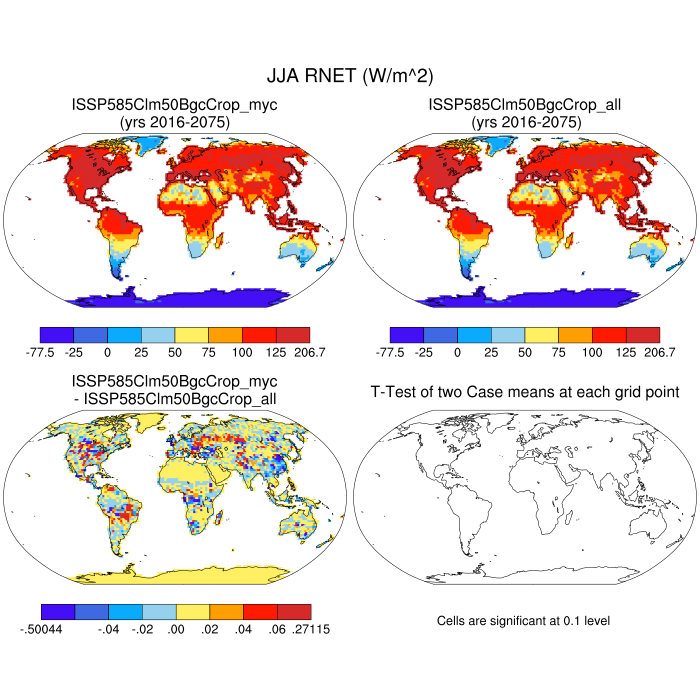 JJA RNET (W/m^2)
ISSP585Clm50BgcCrop_myc
(yrs 2016-2075)
ISSP585Clm50BgcCrop_all
(yrs 2016-2075)
-77.5 -25 0 25 50 75 100 125 206.7
-77.5 -25 0 25 50 75 100 125 206.7
ISSP585Clm50BgcCrop_myc
- ISSP585Clm50BgcCrop_all
T-Test of two Case means at each grid point
-.50044 -.04 -.02 .00 .02 .04 .06 .27115
Cells are significant at 0.1 level